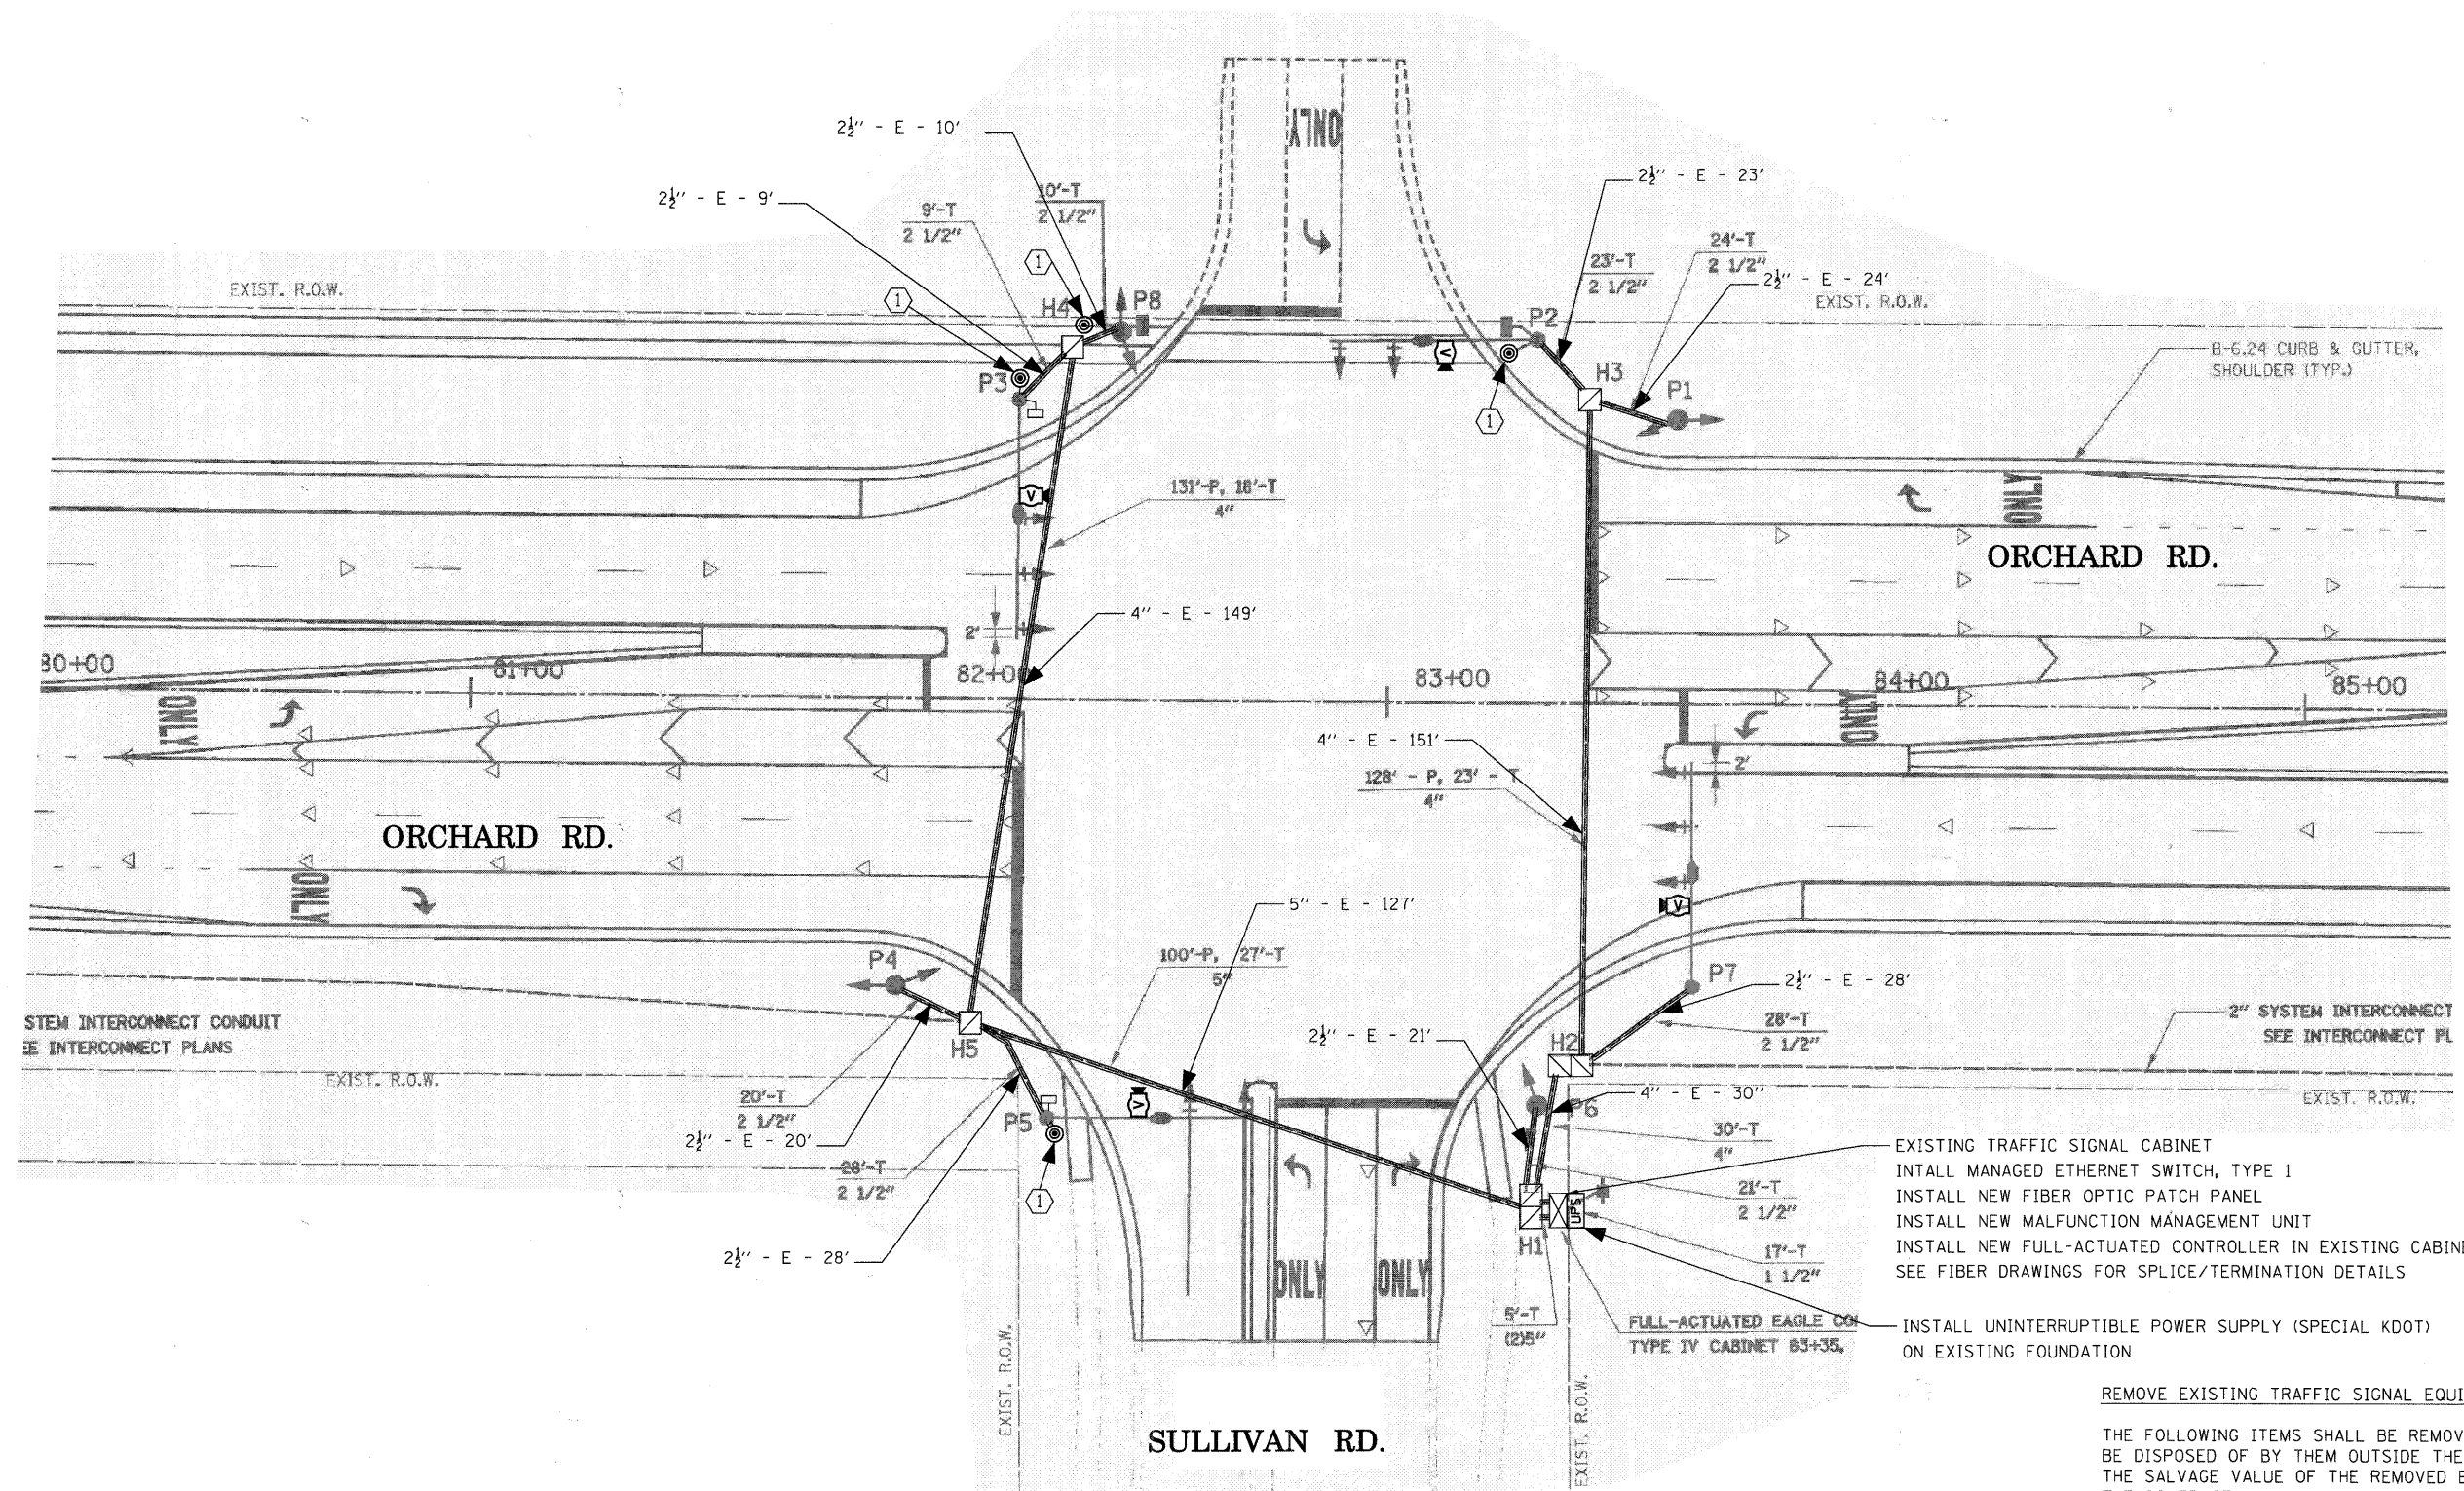 ONLY
2½'' - E - 10'
2½'' - E - 23'
2½'' - E - 9'
10'-T
2 1/2"
9'-T
2 1/2"
24'-T
2 1/2"
23'-T
2 1/2"
2½'' - E - 24'
1
1
EXIST. R.O.W.
EXIST. R.O.W.
H4
P8
P2
B-6.24 CURB & GUTTER,
SHOULDER (TYP.)
P3
H3
P1
1
V
V
131'-P, 18'-T
4"
ONLY
ORCHARD RD.
4'' - E - 149'
2'
80+00
81+00
82+00
83+00
84+00
85+00
ONLY
ONLY
4'' - E - 151'
128' - P, 23' - T
4"
2'
ORCHARD RD.
ONLY
5'' - E - 127'
V
100'-P, 27'-T
5"
P4
P7
2½'' - E - 28'
28'-T
2 1/2"
STEM INTERCONNECT CONDUIT
EE INTERCONNECT PLANS
2" SYSTEM INTERCONNECT
SEE INTERCONNECT PL
H5
2½'' - E - 21'
H2
EXIST. R.O.W.
EXIST. R.O.W.
4'' - E - 30''
V
P5
P6
20'-T
2 1/2"
2½'' - E - 20'
30'-T
4"
28'-T
2 1/2"
1
21'-T
2 1/2"
EXISTING TRAFFIC SIGNAL CABINET
INTALL MANAGED ETHERNET SWITCH, TYPE 1
INSTALL NEW FIBER OPTIC PATCH PANEL
INSTALL NEW MALFUNCTION MANAGEMENT UNIT
INSTALL NEW FULL-ACTUATED CONTROLLER IN EXISTING CABIN
SEE FIBER DRAWINGS FOR SPLICE/TERMINATION DETAILS
UPS
H1
2½'' - E - 28'
17'-T
1 1/2"
ONLY
ONLY
5'-T
(2)5"
FULL-ACTUATED EAGLE CO
TYPE IV CABINET 83+35,
INSTALL UNINTERRUPTIBLE POWER SUPPLY (SPECIAL KDOT)
ON EXISTING FOUNDATION
EXIST. R.O.W.
EXIST. R.O.W.
SULLIVAN RD.
REMOVE EXISTING TRAFFIC SIGNAL EQUI
THE FOLLOWING ITEMS SHALL BE REMOV
BE DISPOSED OF BY THEM OUTSIDE THE
THE SALVAGE VALUE OF THE REMOVED E